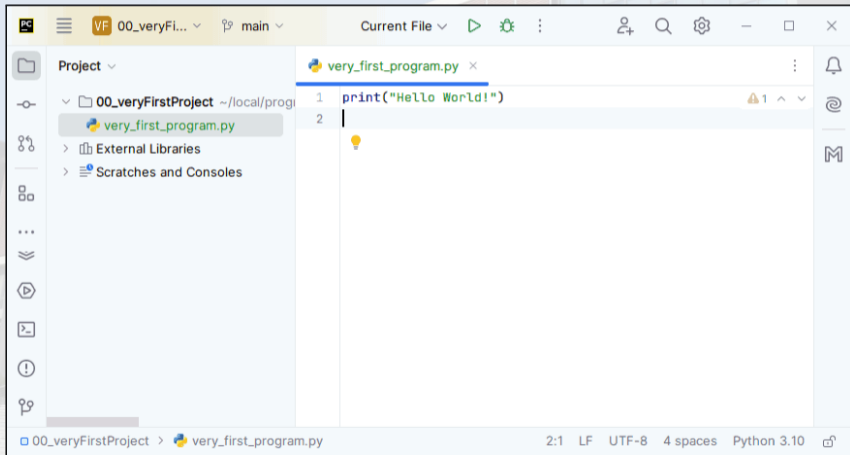 PC VF 00_veryFi... main Current File
Project
very_first_program.py
00_veryFirstProject ~/local/progr
very_first_program.py
External Libraries
Scratches and Consoles
1 print("Hello World!") 1
2
00_veryFirstProject > very_first_program.py 2:1 LF UTF-8 4 spaces Python 3.10